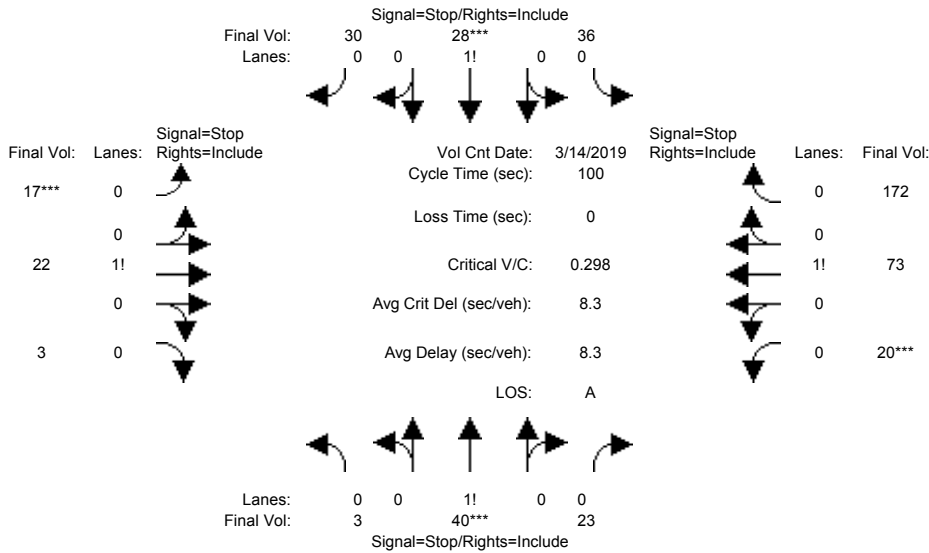 Signal=Stop/Rights=Include
Final Vol: 30 28*** 36
Lanes: 0 0 1! 0 0
Signal=Stop
Final Vol: Lanes: Rights=Include
Vol Cnt Date: 3/14/2019
Signal=Stop
Rights=Include Lanes: Final Vol:
Cycle Time (sec): 100
17*** 0
0 172
Loss Time (sec): 0
0
0
22 1!
Critical V/C: 0.298
1! 73
0
Avg Crit Del (sec/veh): 8.3
0
3 0
Avg Delay (sec/veh): 8.3
0 20***
LOS: A
Lanes: 0 0 1! 0 0
Final Vol: 3 40*** 23
Signal=Stop/Rights=Include